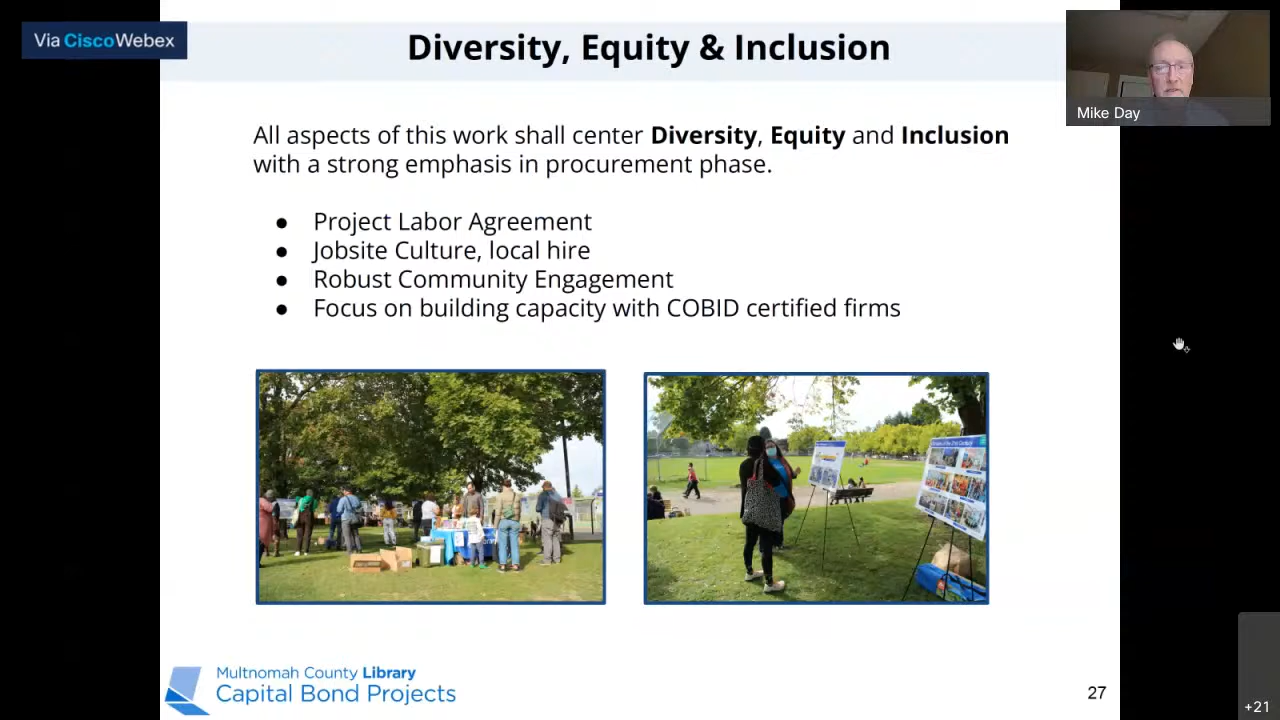 Via Cisco Webex
Diversity, Equity & Inclusion
Mike Day
All aspects of this work shall center Diversity, Equity and Inclusion
with a strong emphasis in procurement phase.
● Project Labor Agreement
● Jobsite Culture, local hire
● Robust Community Engagement
● Focus on building capacity with COBID certified firms
Multnomah County Library
Capital Bond Projects
27
+21